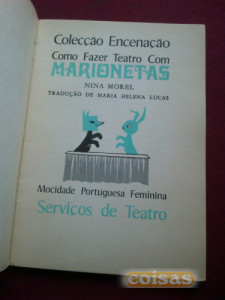 Colecção Encenação
Como Fazer Teatro Com
MARIONETAS
NINA MOREL
TRADUÇÃO DE MARIA HELENA LUCAS
Mocidade Portuguesa Feminina
Serviços de Teatro
coisas